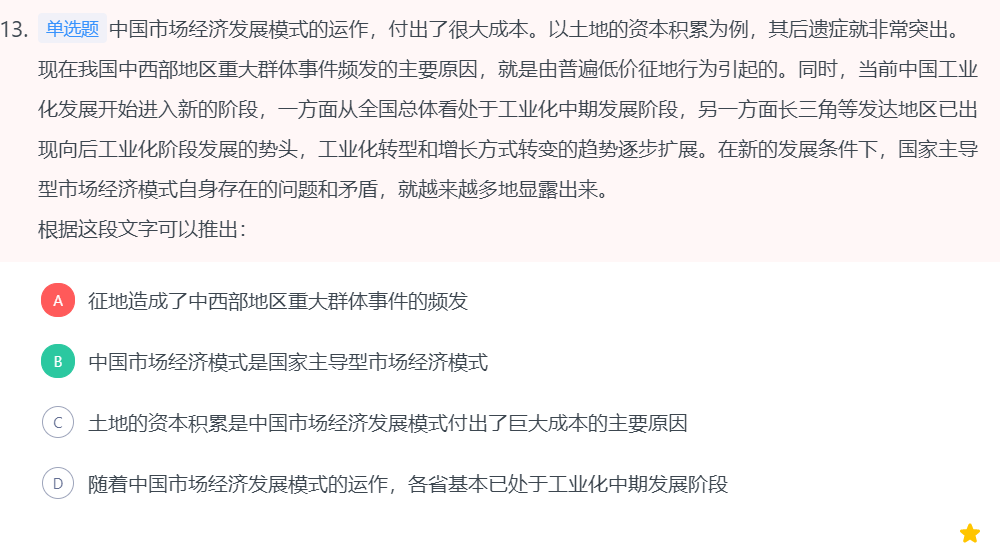 13. 单选题 中国市场经济发展模式的运作，付出了很大成本。以土地的资本积累为例，其后遗症就非常突出。
现在我国中西部地区重大群体事件频发的主要原因，就是由普遍低价征地行为引起的。同时，当前中国工业
化发展开始进入新的阶段，一方面从全国总体看处于工业化中期发展阶段，另一方面长三角等发达地区已出
现向后工业化阶段发展的势头，工业化转型和增长方式转变的趋势逐步扩展。在新的发展条件下，国家主导
型市场经济模式自身存在的问题和矛盾，就越来越多地显露出来。
根据这段文字可以推出：
A 征地造成了中西部地区重大群体事件的频发
B 中国市场经济模式是国家主导型市场经济模式
C 土地的资本积累是中国市场经济发展模式付出了巨大成本的主要原因
D 随着中国市场经济发展模式的运作，各省基本已处于工业化中期发展阶段